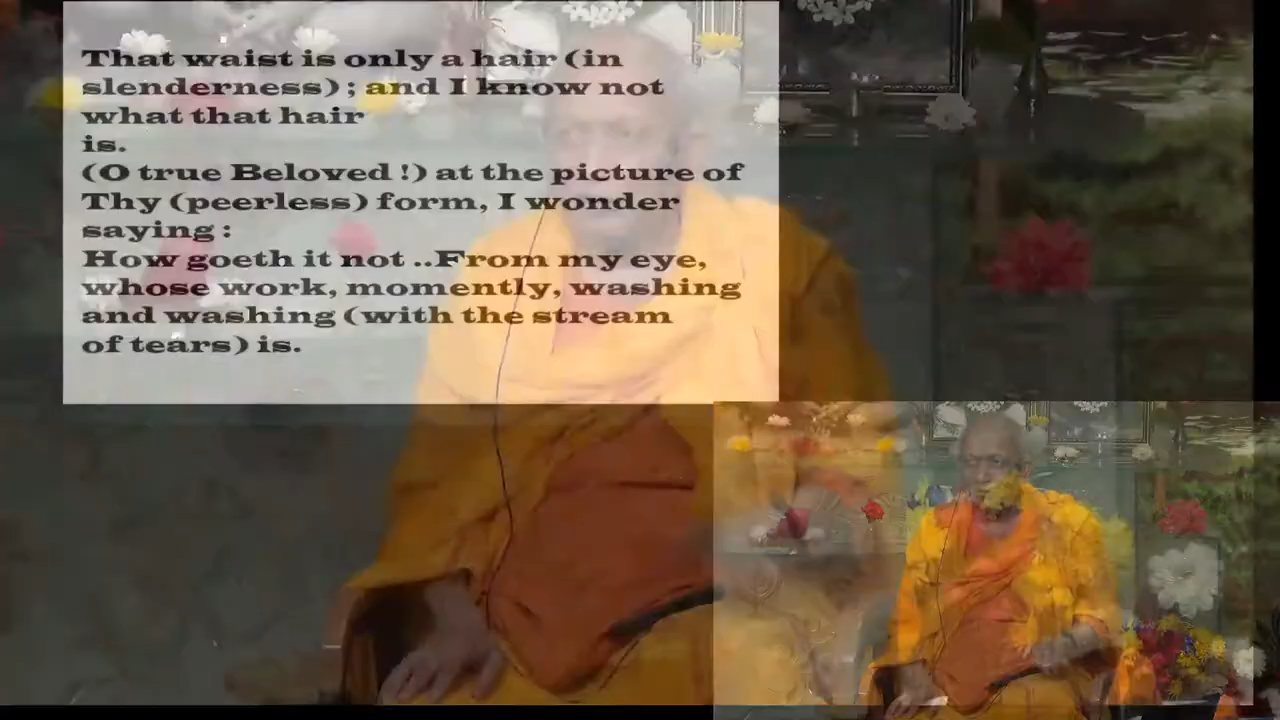 That waist is only a hair (in
slenderness) ; and I know not
what that hair
is.
(O true Beloved !) at the picture of
Thy (peerless) form, I wonder
saying :
How goeth it not ..From my eye,
whose work, momently, washing
and washing (with the stream
of tears) is.